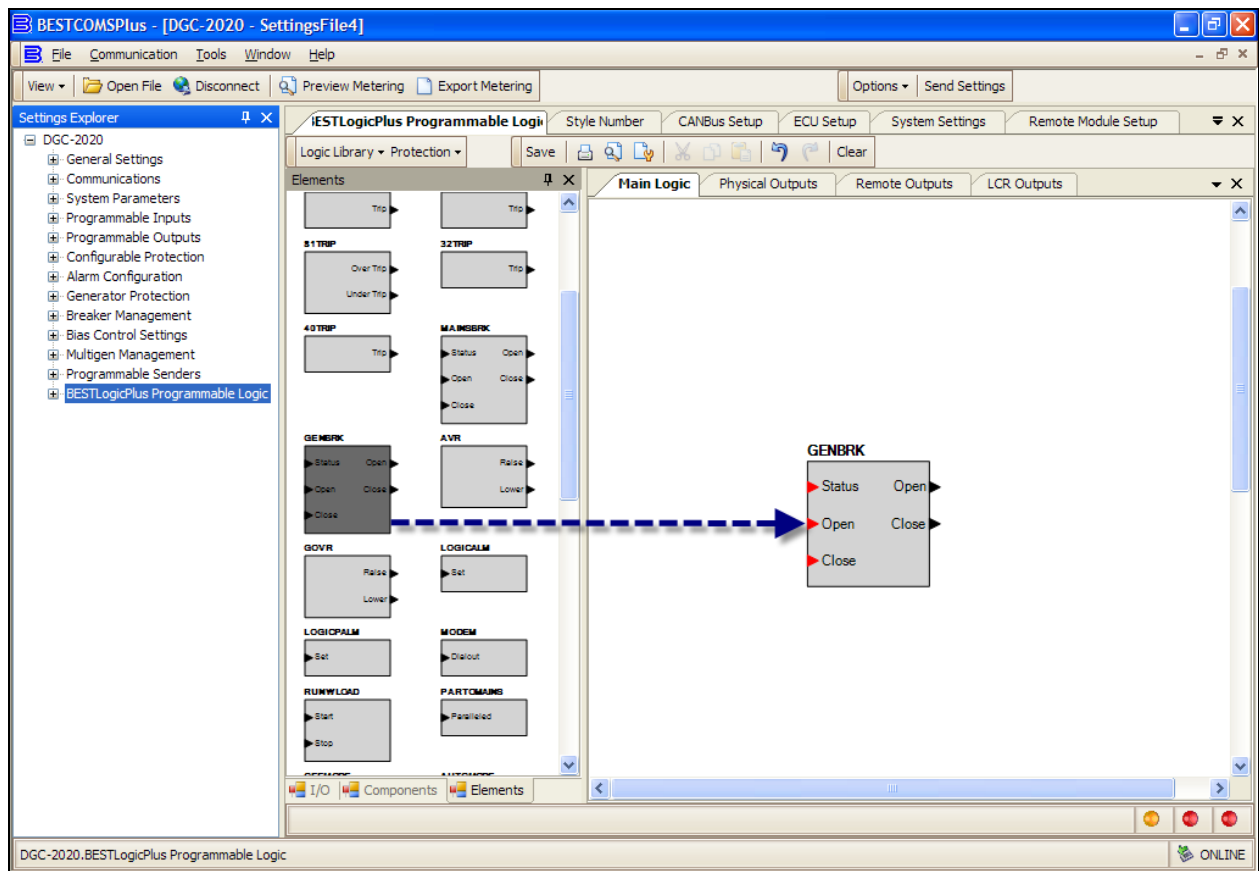 BESTCOMSPlus - [DGC-2020 - SettingsFile4]
File Communication Tools Window Help
View Open File Disconnect Preview Metering Export Metering Options Send Settings
Settings Explorer
DGC-2020
General Settings
Communications
System Parameters
Programmable Inputs
Programmable Outputs
Configurable Protection
Alarm Configuration
Generator Protection
Breaker Management
Bias Control Settings
Multigen Management
Programmable Senders
BESTLogicPlus Programmable Logic
Style Number CANBus Setup ECU Setup System Settings Remote Module Setup
Logic Library Protection Save Clear
Elements
Trip Trip
81TRIP 32TRIP
Over Trip Trip
Under Trip
40TRIP MAINSBRK
Trip Status Open
Open Close
Close
GENBRK AVR
Status Open Raise
Open Close Lower
Close
GOVR LOGICALM
Raise Set
Lower
LOGICPALM MODEM
Set Dialout
RUNWLOAD PARTOMAINS
Start Paralleled
Stop
I/O Components Elements
Main Logic Physical Outputs Remote Outputs LCR Outputs
GENBRK
Status Open
Open Close
Close
DGC-2020.BESTLogicPlus Programmable Logic ONLINE